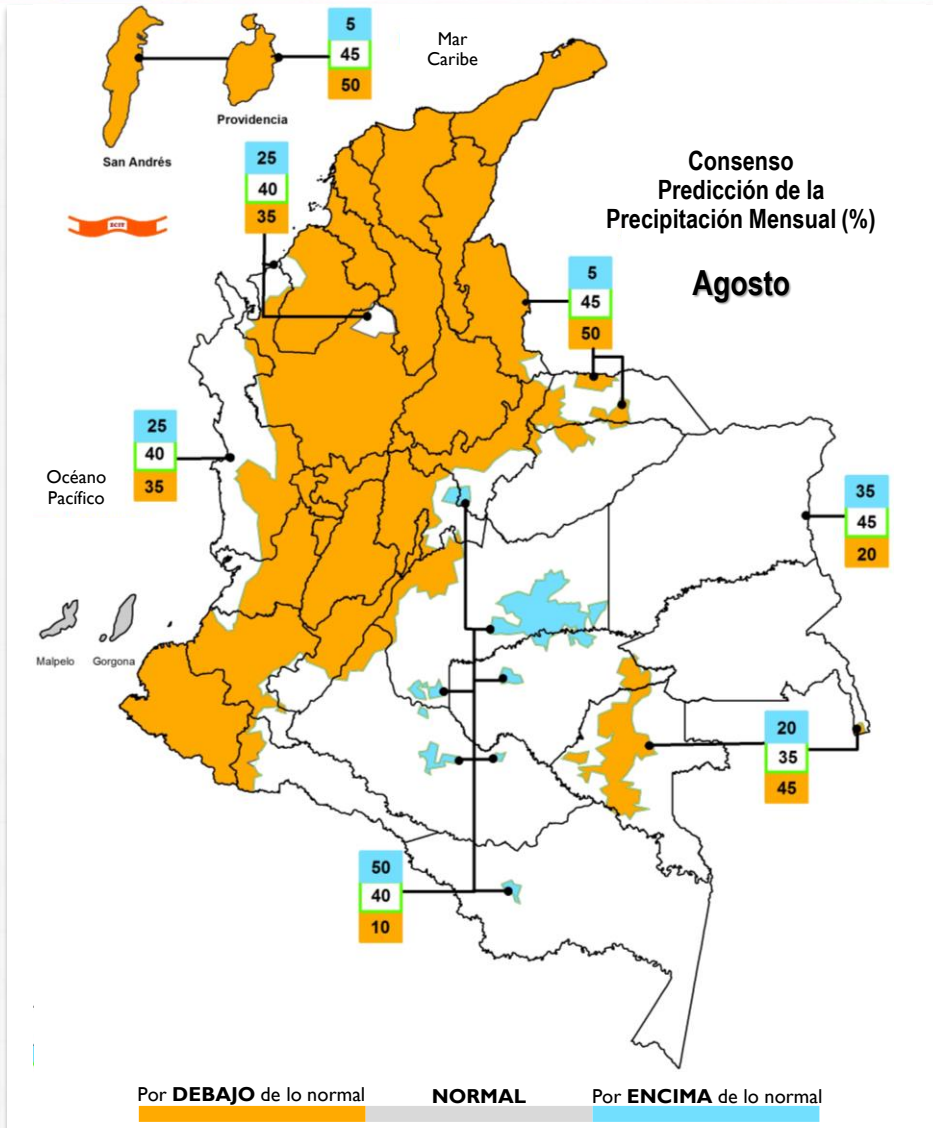 5
45
50
Mar
Caribe
Providencia
San Andrés
25
40
35
Consenso
Predicción de la
Precipitación Mensual (%)
Agosto
5
45
50
25
40
35
Océano
Pacífico
35
45
20
Malpelo
Gorgona
20
35
45
50
40
10
Por DEBAJO de lo normal
NORMAL
Por ENCIMA de lo normal